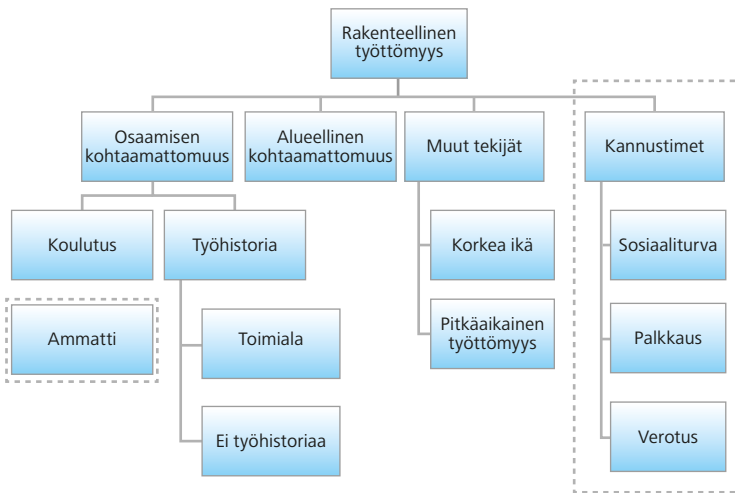 Rakenteellinen
työttömyys
Osaamisen
kohtaamattomuus
Alueellinen
kohtaamattomuus
Muut tekijät
Kannustimet
Koulutus
Työhistoria
Korkea ikä
Sosiaaliturva
Ammatti
Toimiala
Pitkäaikainen
työttömyys
Palkkaus
Ei työhistoriaa
Verotus